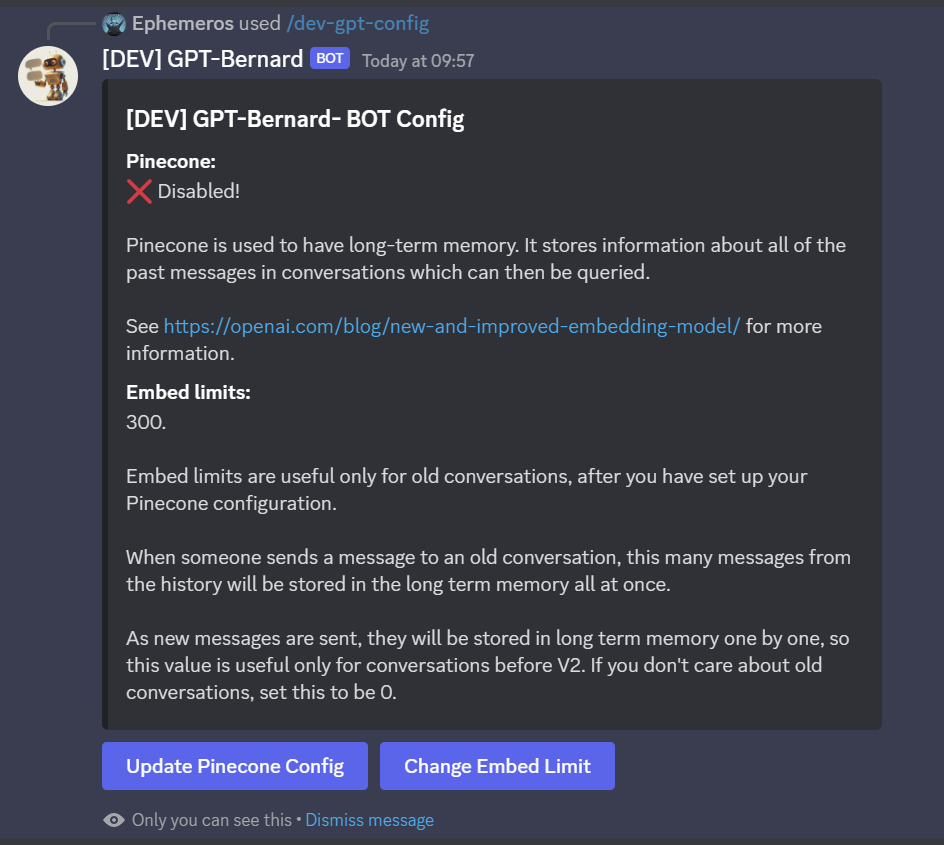 Ephemeros used /dev-gpt-config
[DEV] GPT-Bernard BOT Today at 09:57
[DEV] GPT-Bernard- BOT Config
Pinecone:
❌ Disabled!
Pinecone is used to have long-term memory. It stores information about all of the
past messages in conversations which can then be queried.
See https://openai.com/blog/new-and-improved-embedding-model/ for more
information.
Embed limits:
300.
Embed limits are useful only for old conversations, after you have set up your
Pinecone configuration.
When someone sends a message to an old conversation, this many messages from
the history will be stored in the long term memory all at once.
As new messages are sent, they will be stored in long term memory one by one, so
this value is useful only for conversations before V2. If you don't care about old
conversations, set this to be 0.
Update Pinecone Config Change Embed Limit
Only you can see this • Dismiss message